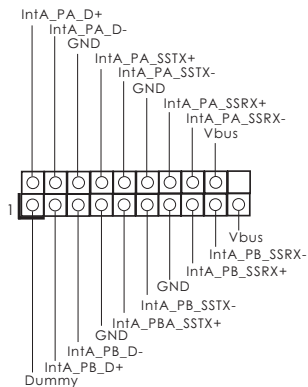 IntA_PA_D+
IntA_PA_D-
GND
IntA_PA_SSTX+
IntA_PA_SSTX-
GND
IntA_PA_SSRX+
IntA_PA_SSRX-
Vbus
1
Vbus
IntA_PB_SSRX-
IntA_PB_SSRX+
GND
IntA_PB_SSTX-
IntA_PBA_SSTX+
GND
IntA_PB_D-
IntA_PB_D+
Dummy